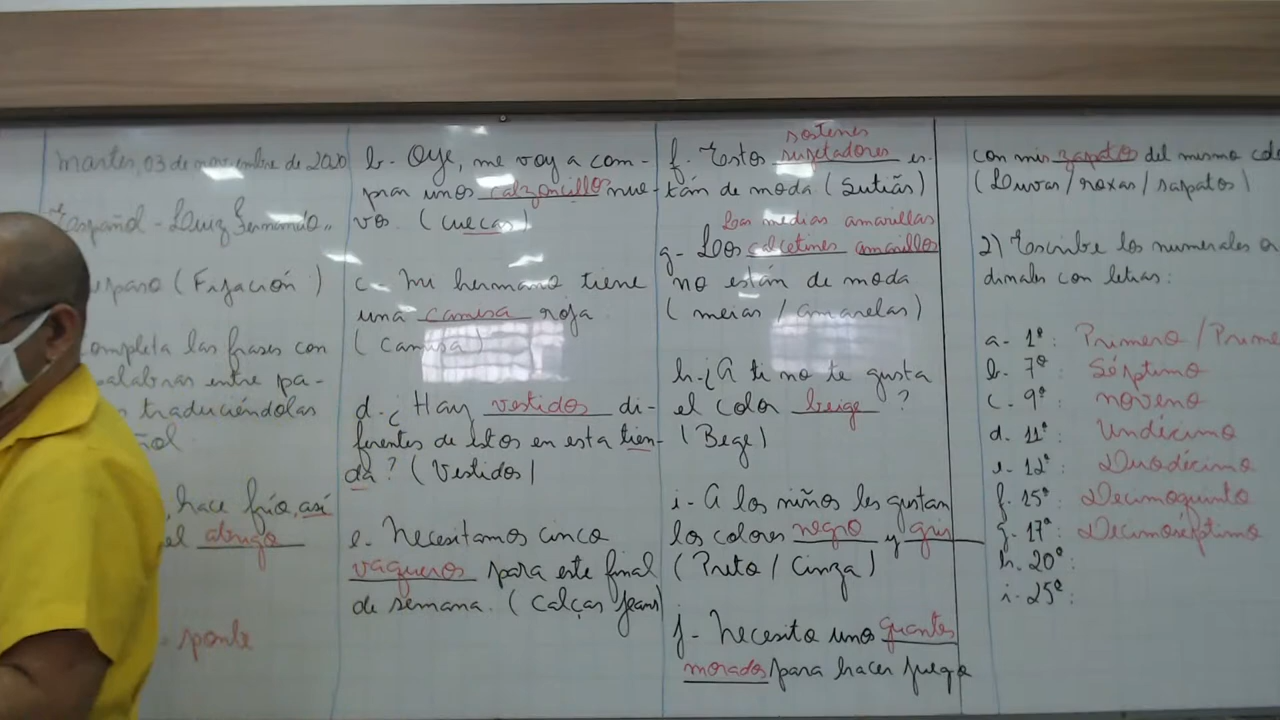 Martes, 03 de noviembre de 2020
Español - Luiz Fernando
Repaso (Fijación)
completa las frases con
palabras entre pa-
traduciéndolas
hace frío, así
el abrigo
ponte
b- Oye, me voy a com-
prar unos calzoncillos nue-
vos. (cuecas)
c- Mi hermano tiene
una camisa roja
(camisa)
d- ¿Hay vestidos di-
ferentes de estos en esta tien-
da? (Vestidos)
e- Necesitamos cinco
vaqueros para este final
de semana. (Calças jeans)
sostenes
f- Estos sujetadores es-
tán de moda (Sutiãs)
Las medias amarillas
g- Los calcetines amarillos
no están de moda
(meias / amarelas)
h- ¿A ti no te gusta
el color beige ?
(Bege)
i- A los niños les gustan
los colores negro y gris
(Preto / Cinza)
j- Necesito unos guantes
morados para hacer juego
con mis zapatos del mismo colo
(Luvas / roxas / sapatos)
2) Escribe los numerales or
dinales con letras:
a- 1º: Primero / Prime
b- 7º: Séptimo
c- 9º: noveno
d- 11º: Undécimo
e- 12º: Duodécimo
f- 15º: Decimoquinto
g- 17º: Decimoséptimo
h- 20º:
i- 25º: